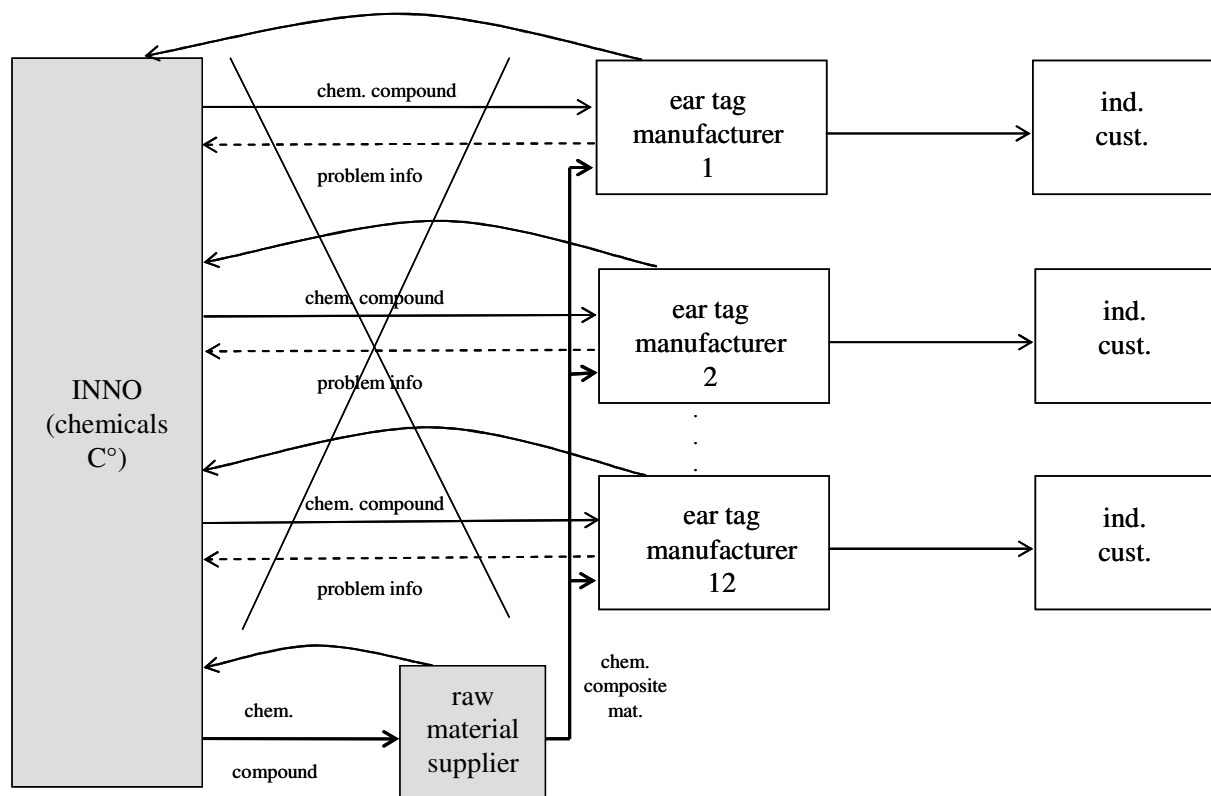 chem. compound
problem info
ear tag
manufacturer
1
ind.
cust.
chem. compound
problem info
ear tag
manufacturer
2
ind.
cust.
INNO
(chemicals
C°)
.
.
.
chem. compound
problem info
ear tag
manufacturer
12
ind.
cust.
chem.
compound
raw
material
supplier
chem.
composite
mat.